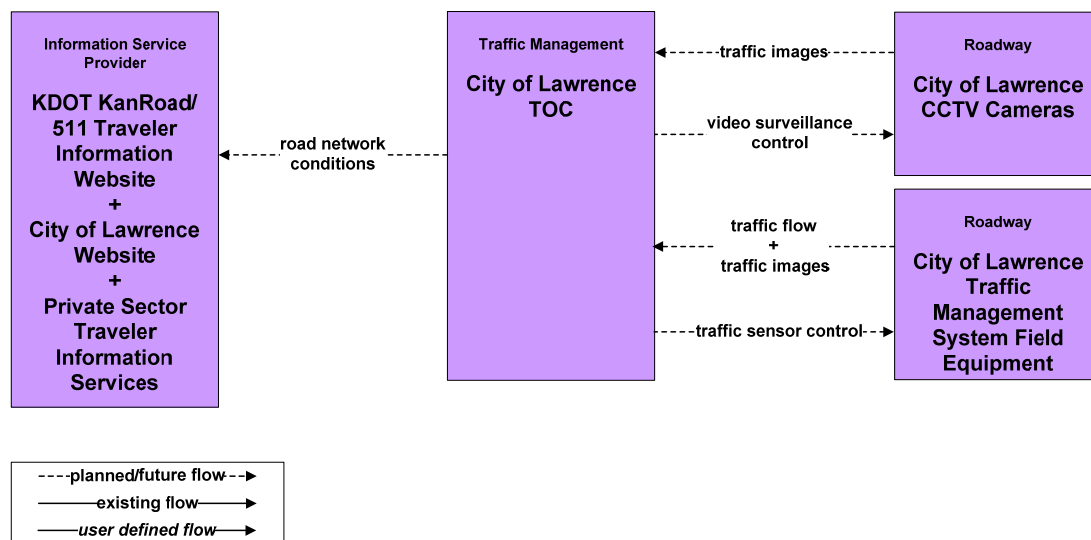 Information Service
Provider
KDOT KanRoad/
511 Traveler
Information
Website
+
City of Lawrence
Website
+
Private Sector
Traveler
Information
Services
road network
conditions
Traffic Management
City of Lawrence
TOC
traffic images
video surveillance
control
traffic flow
+
traffic images
traffic sensor control
Roadway
City of Lawrence
CCTV Cameras
Roadway
City of Lawrence
Traffic
Management
System Field
Equipment
planned/future flow
existing flow
user defined flow